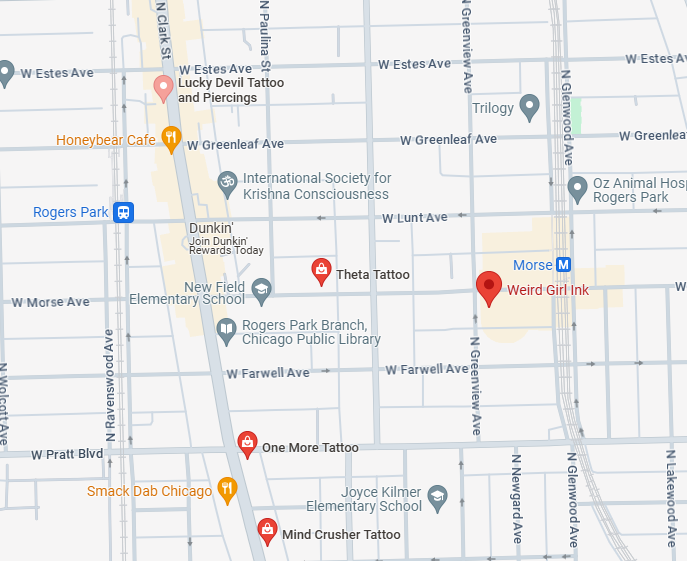 N Clark St
N Paulina St
N Greenview Ave
W Estes Ave
W Estes Ave
W Estes Ave
W Estes Av
N Glenwood Ave
Lucky Devil Tattoo
and Piercings
Trilogy
Honeybear Cafe
W Greenleaf Ave
W Greenleaf Ave
W Greenlea
International Society for
Krishna Consciousness
Oz Animal Hosp
Rogers Park
Rogers Park
W Lunt Ave
Dunkin'
Join Dunkin'
Rewards Today
Morse M
Theta Tattoo
New Field
Elementary School
Weird Girl Ink
W
W Morse Ave
Rogers Park Branch,
Chicago Public Library
N Ravenswood Ave
N Wolcott Ave
N Greenview Ave
W Farwell Ave
W Farwell Ave
W Pratt Blvd
One More Tattoo
N Newgard Ave
N Glenwood Ave
N Lakewood Ave
Smack Dab Chicago
Joyce Kilmer
Elementary School
Mind Crusher Tattoo